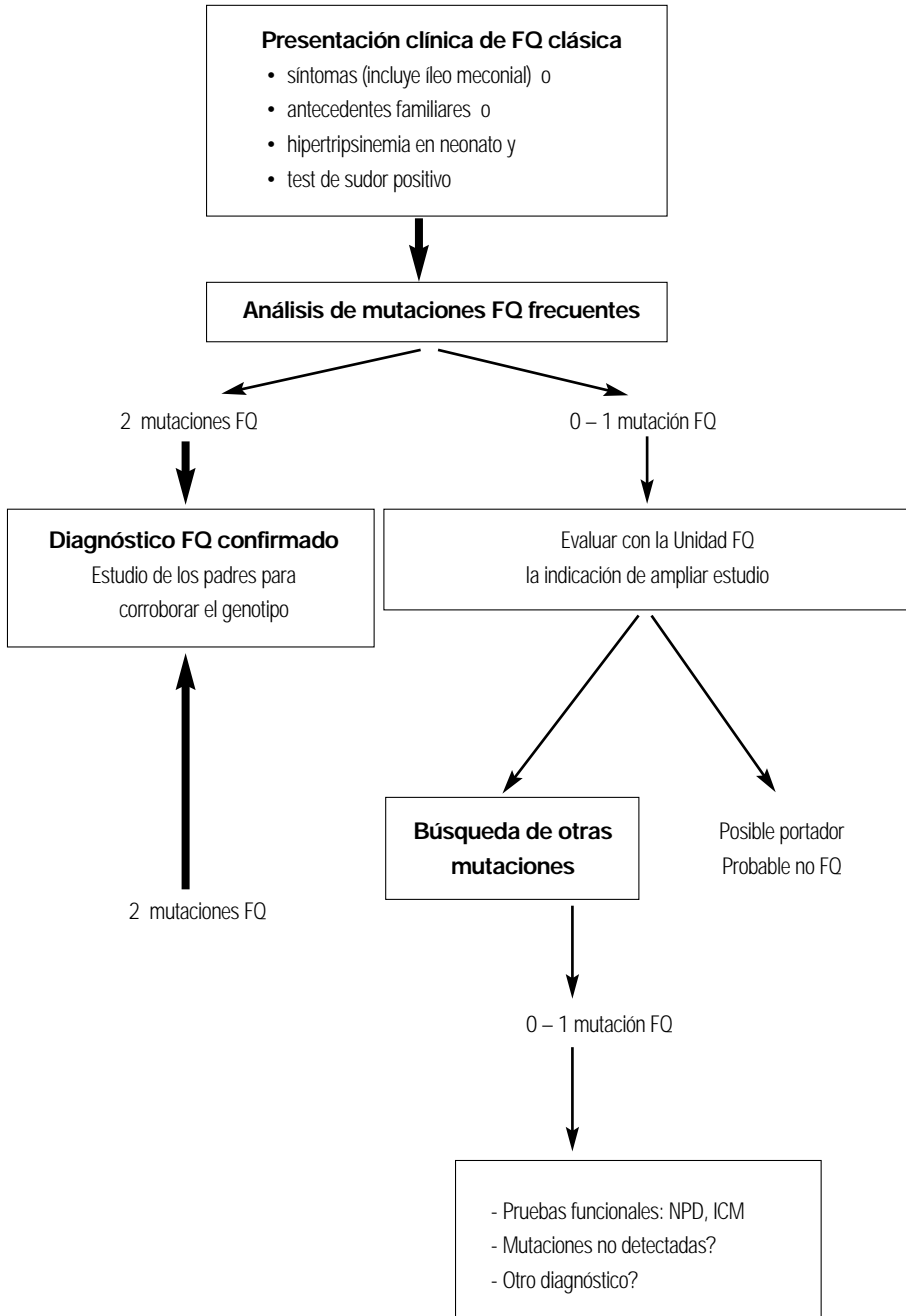 Presentación clínica de FQ clásica
• síntomas (incluye íleo meconial) o
• antecedentes familiares o
• hipertripsinemia en neonato y
• test de sudor positivo
Análisis de mutaciones FQ frecuentes
2 mutaciones FQ
0 – 1 mutación FQ
Diagnóstico FQ confirmado
Estudio de los padres para
corroborar el genotipo
Evaluar con la Unidad FQ
la indicación de ampliar estudio
Búsqueda de otras
mutaciones
Posible portador
Probable no FQ
2 mutaciones FQ
0 – 1 mutación FQ
- Pruebas funcionales: NPD, ICM
- Mutaciones no detectadas?
- Otro diagnóstico?